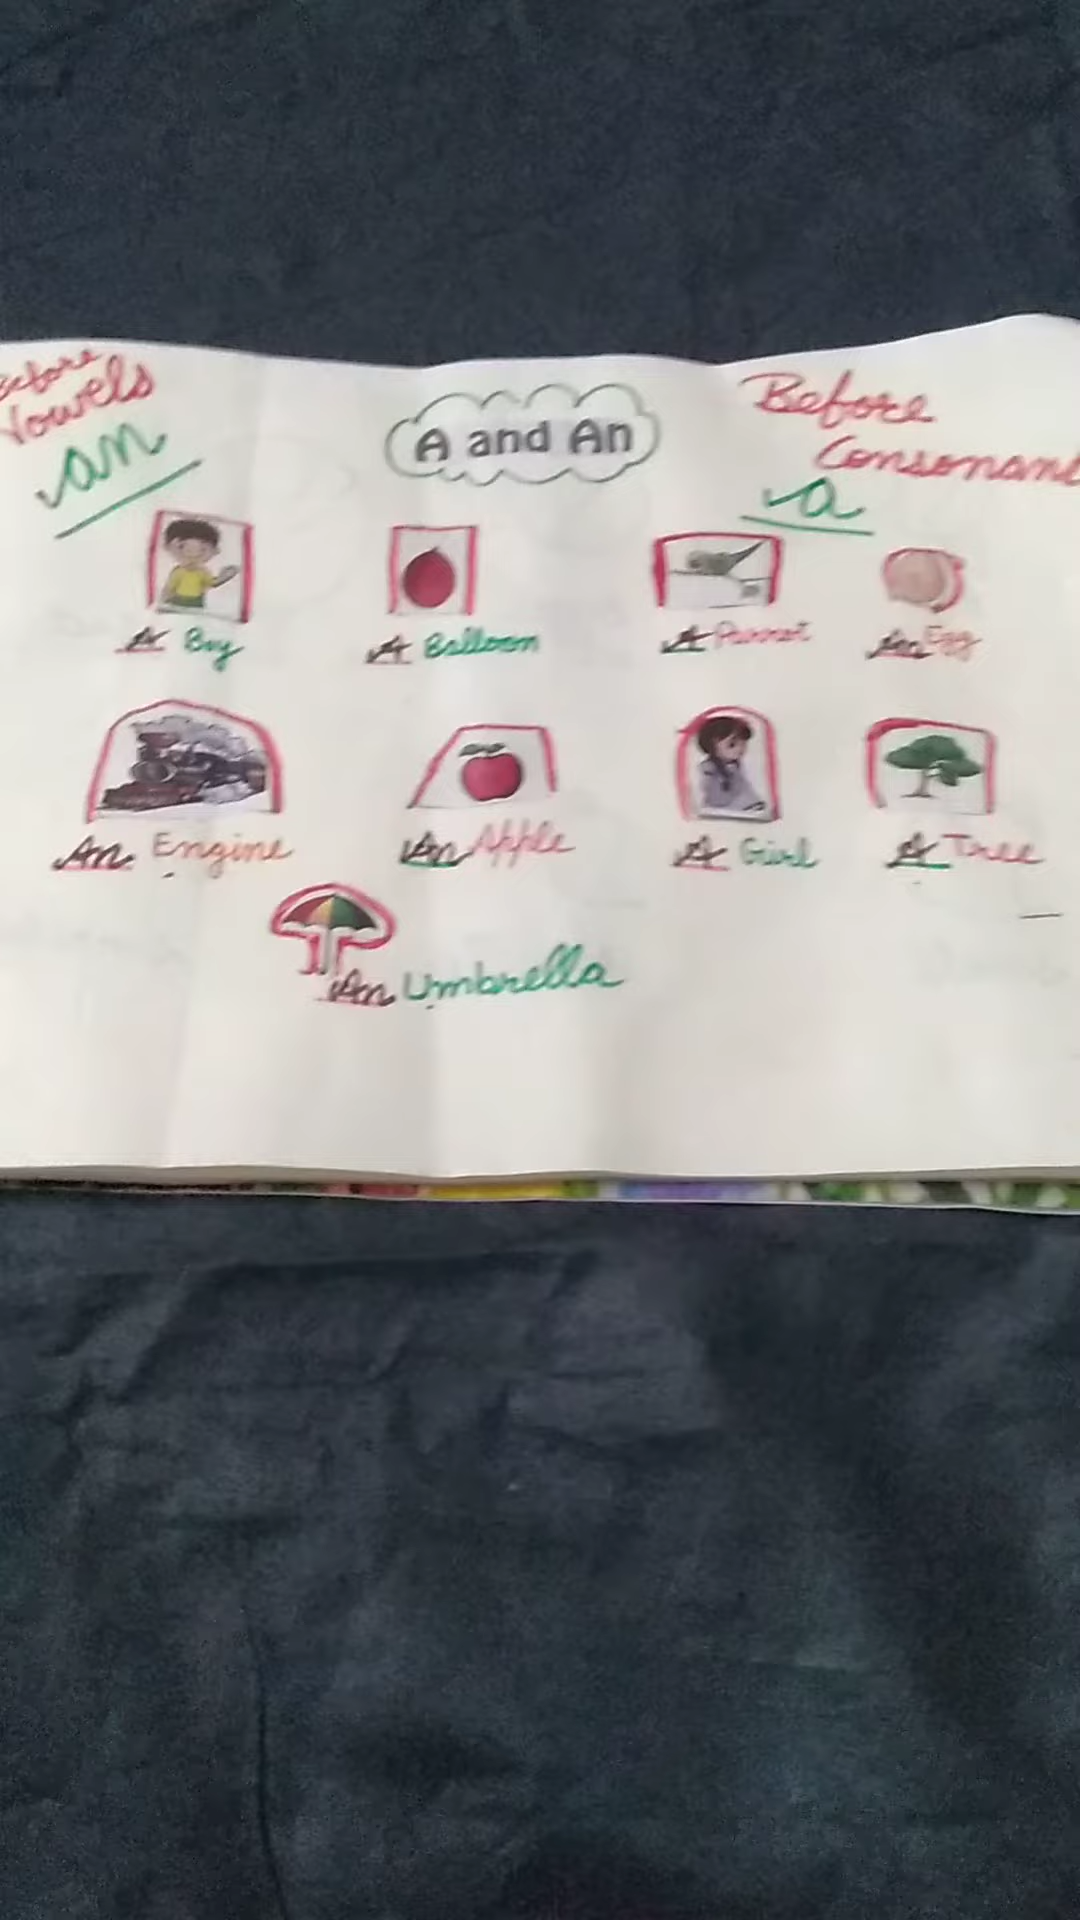 Before
Vowels
an
A and An
Before
Consonant
a
A Boy
A Balloon
A Parrot
An Egg
An Engine
An Apple
A Girl
A Tree
An Umbrella